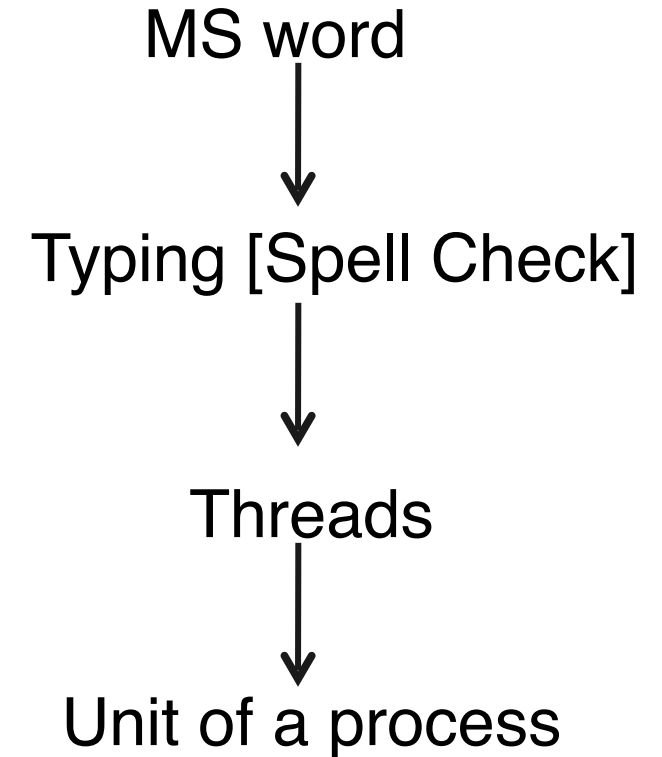 MS word
Typing [Spell Check]
Threads
Unit of a process